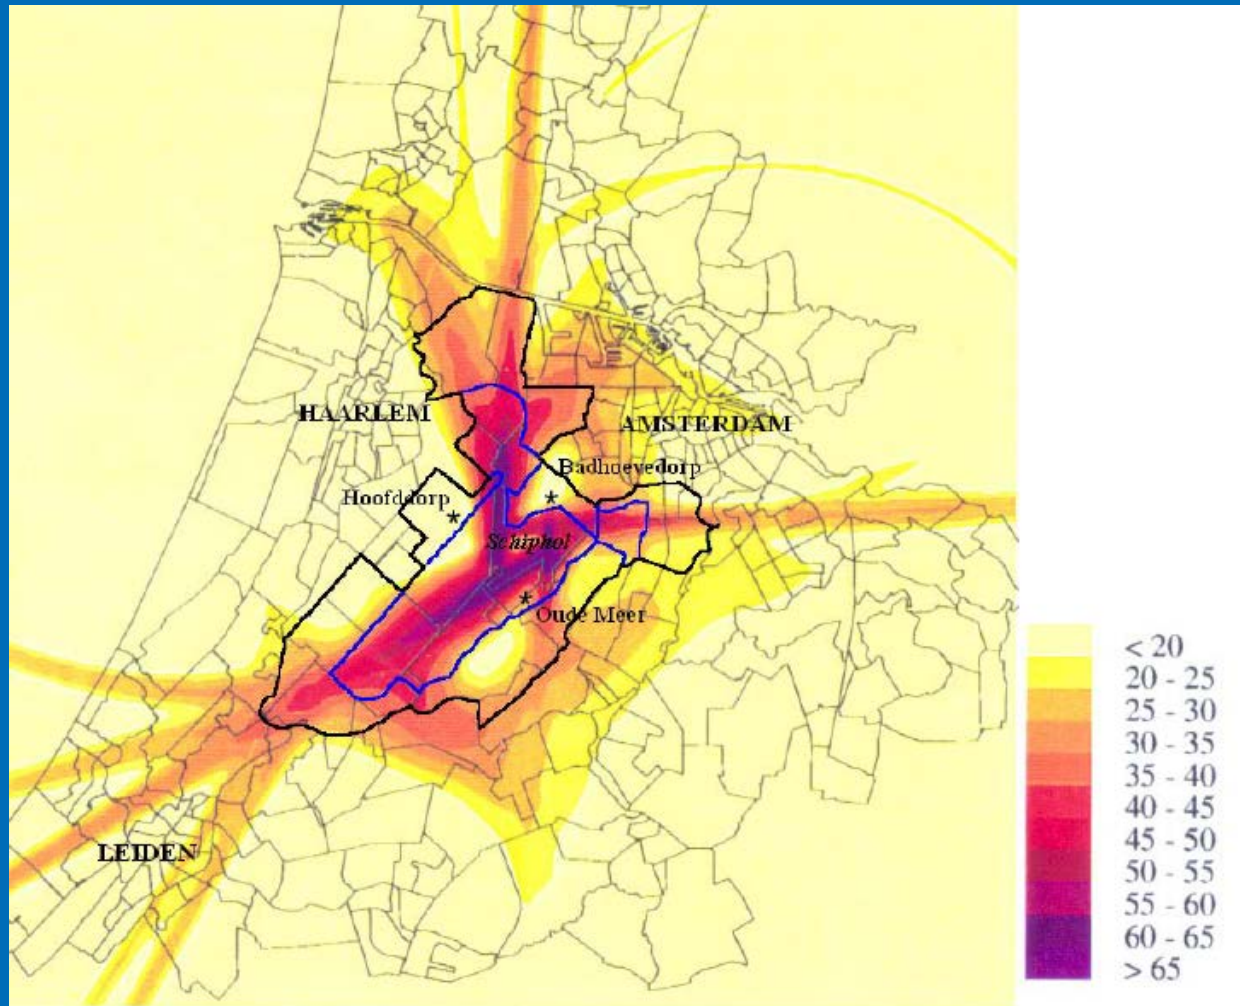 HAARLEM
AMSTERDAM
Badhoevedorp
Hoofddorp
Schiphol
Oude Meer
LEIDEN
< 20
20 - 25
25 - 30
30 - 35
35 - 40
40 - 45
45 - 50
50 - 55
55 - 60
60 - 65
> 65